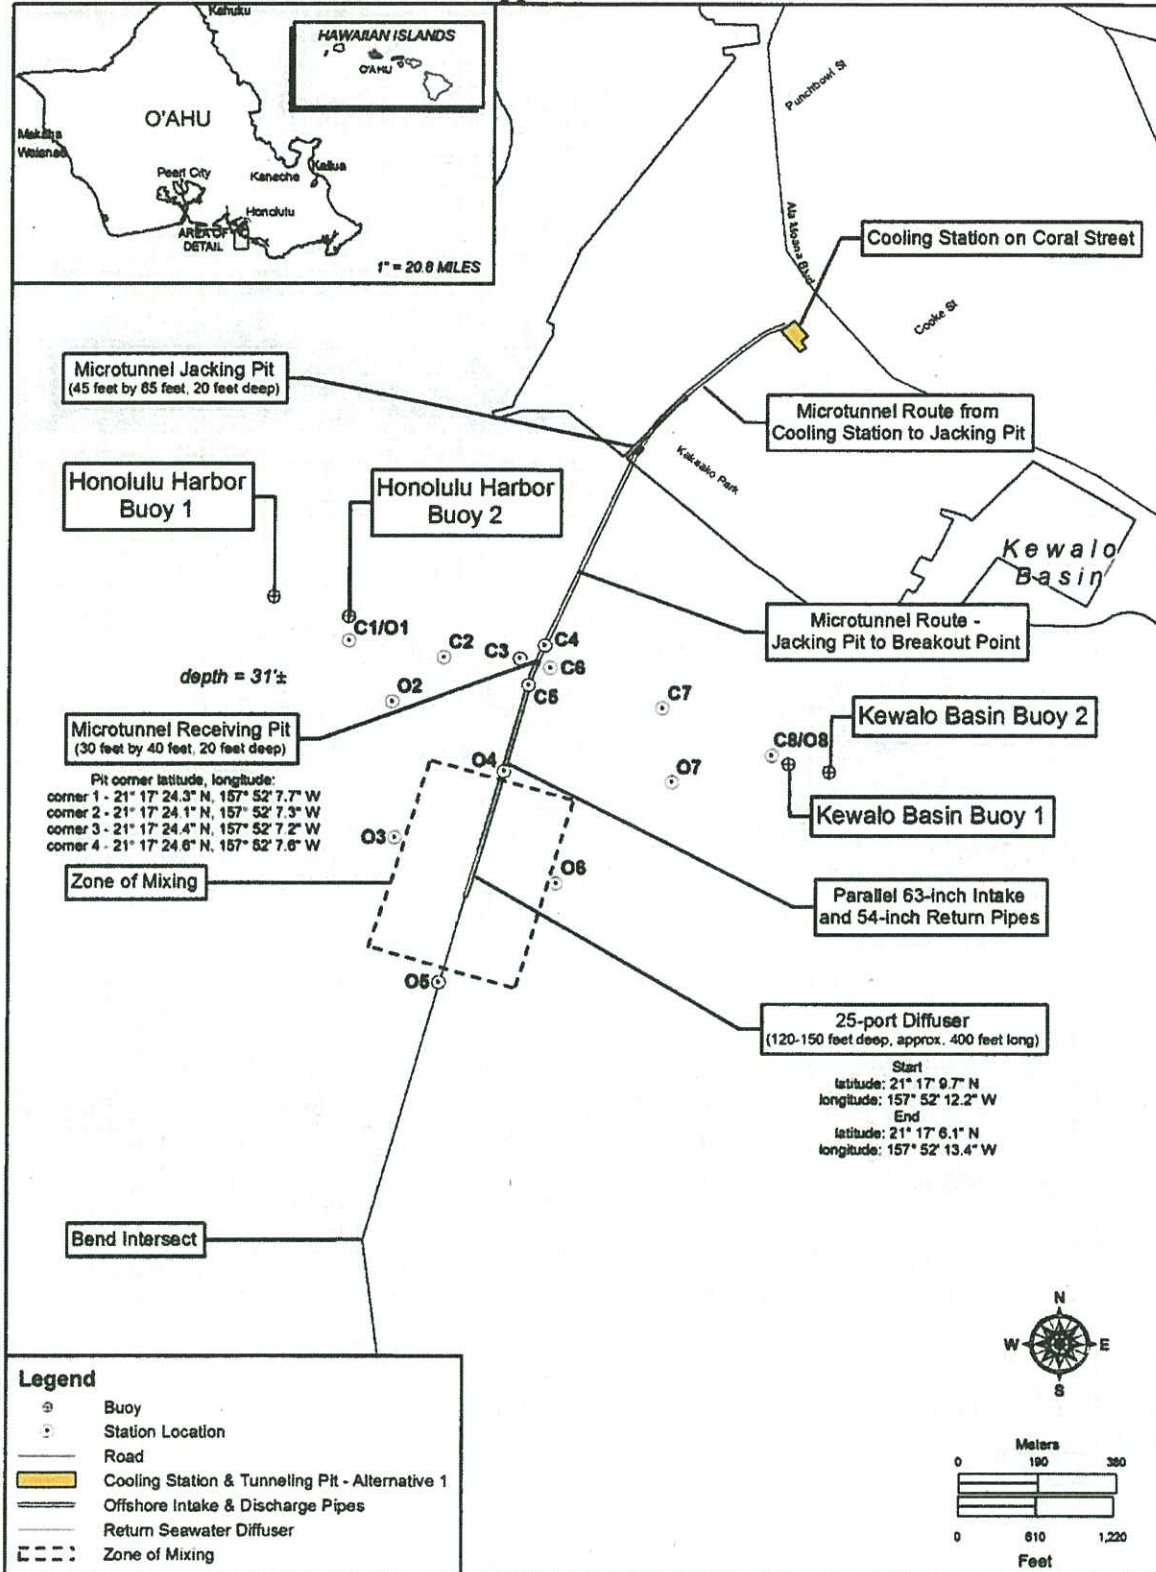 Kahuku
HAWAIIAN ISLANDS
O'AHU
O'AHU
Makaha
Waianae
Pearl City
Kaneohe
Kailua
Honolulu
AREA OF
DETAIL
1" = 20.8 MILES
Punchbowl St
Ala Moana Blvd
Cooling Station on Coral Street
Cooke St
Microtunnel Jacking Pit
(45 feet by 65 feet, 20 feet deep)
Microtunnel Route from
Cooling Station to Jacking Pit
Kakaako Park
Honolulu Harbor
Buoy 1
Honolulu Harbor
Buoy 2
Kewalo
Basin
Microtunnel Route -
Jacking Pit to Breakout Point
C1/O1
C2
C3
C4
C6
C5
depth = 31'±
O2
C7
Kewalo Basin Buoy 2
Microtunnel Receiving Pit
(30 feet by 40 feet, 20 feet deep)
C8/O8
O4
O7
Pit corner latitude, longitude:
corner 1 - 21° 17' 24.3" N, 157° 52' 7.7" W
corner 2 - 21° 17' 24.1" N, 157° 52' 7.3" W
corner 3 - 21° 17' 24.4" N, 157° 52' 7.2" W
corner 4 - 21° 17' 24.6" N, 157° 52' 7.6" W
Kewalo Basin Buoy 1
O3
Zone of Mixing
O6
Parallel 63-inch Intake
and 54-inch Return Pipes
O5
25-port Diffuser
(120-150 feet deep, approx. 400 feet long)
Start
latitude: 21° 17' 9.7" N
longitude: 157° 52' 12.2" W
End
latitude: 21° 17' 6.1" N
longitude: 157° 52' 13.4" W
Bend Intersect
N
W
E
S
Legend
Buoy
Station Location
Road
Cooling Station & Tunneling Pit - Alternative 1
Offshore Intake & Discharge Pipes
Return Seawater Diffuser
Zone of Mixing
Meters
0 190 380
0 610 1,220
Feet